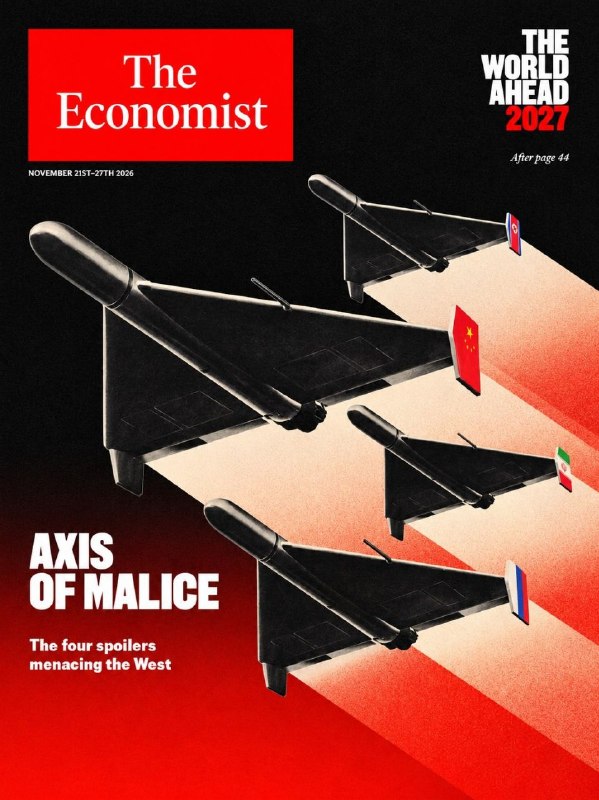 The
Economist
NOVEMBER 21ST–27TH 2026
THE
WORLD
AHEAD
2027
After page 44
AXIS
OF MALICE
The four spoilers
menacing the West